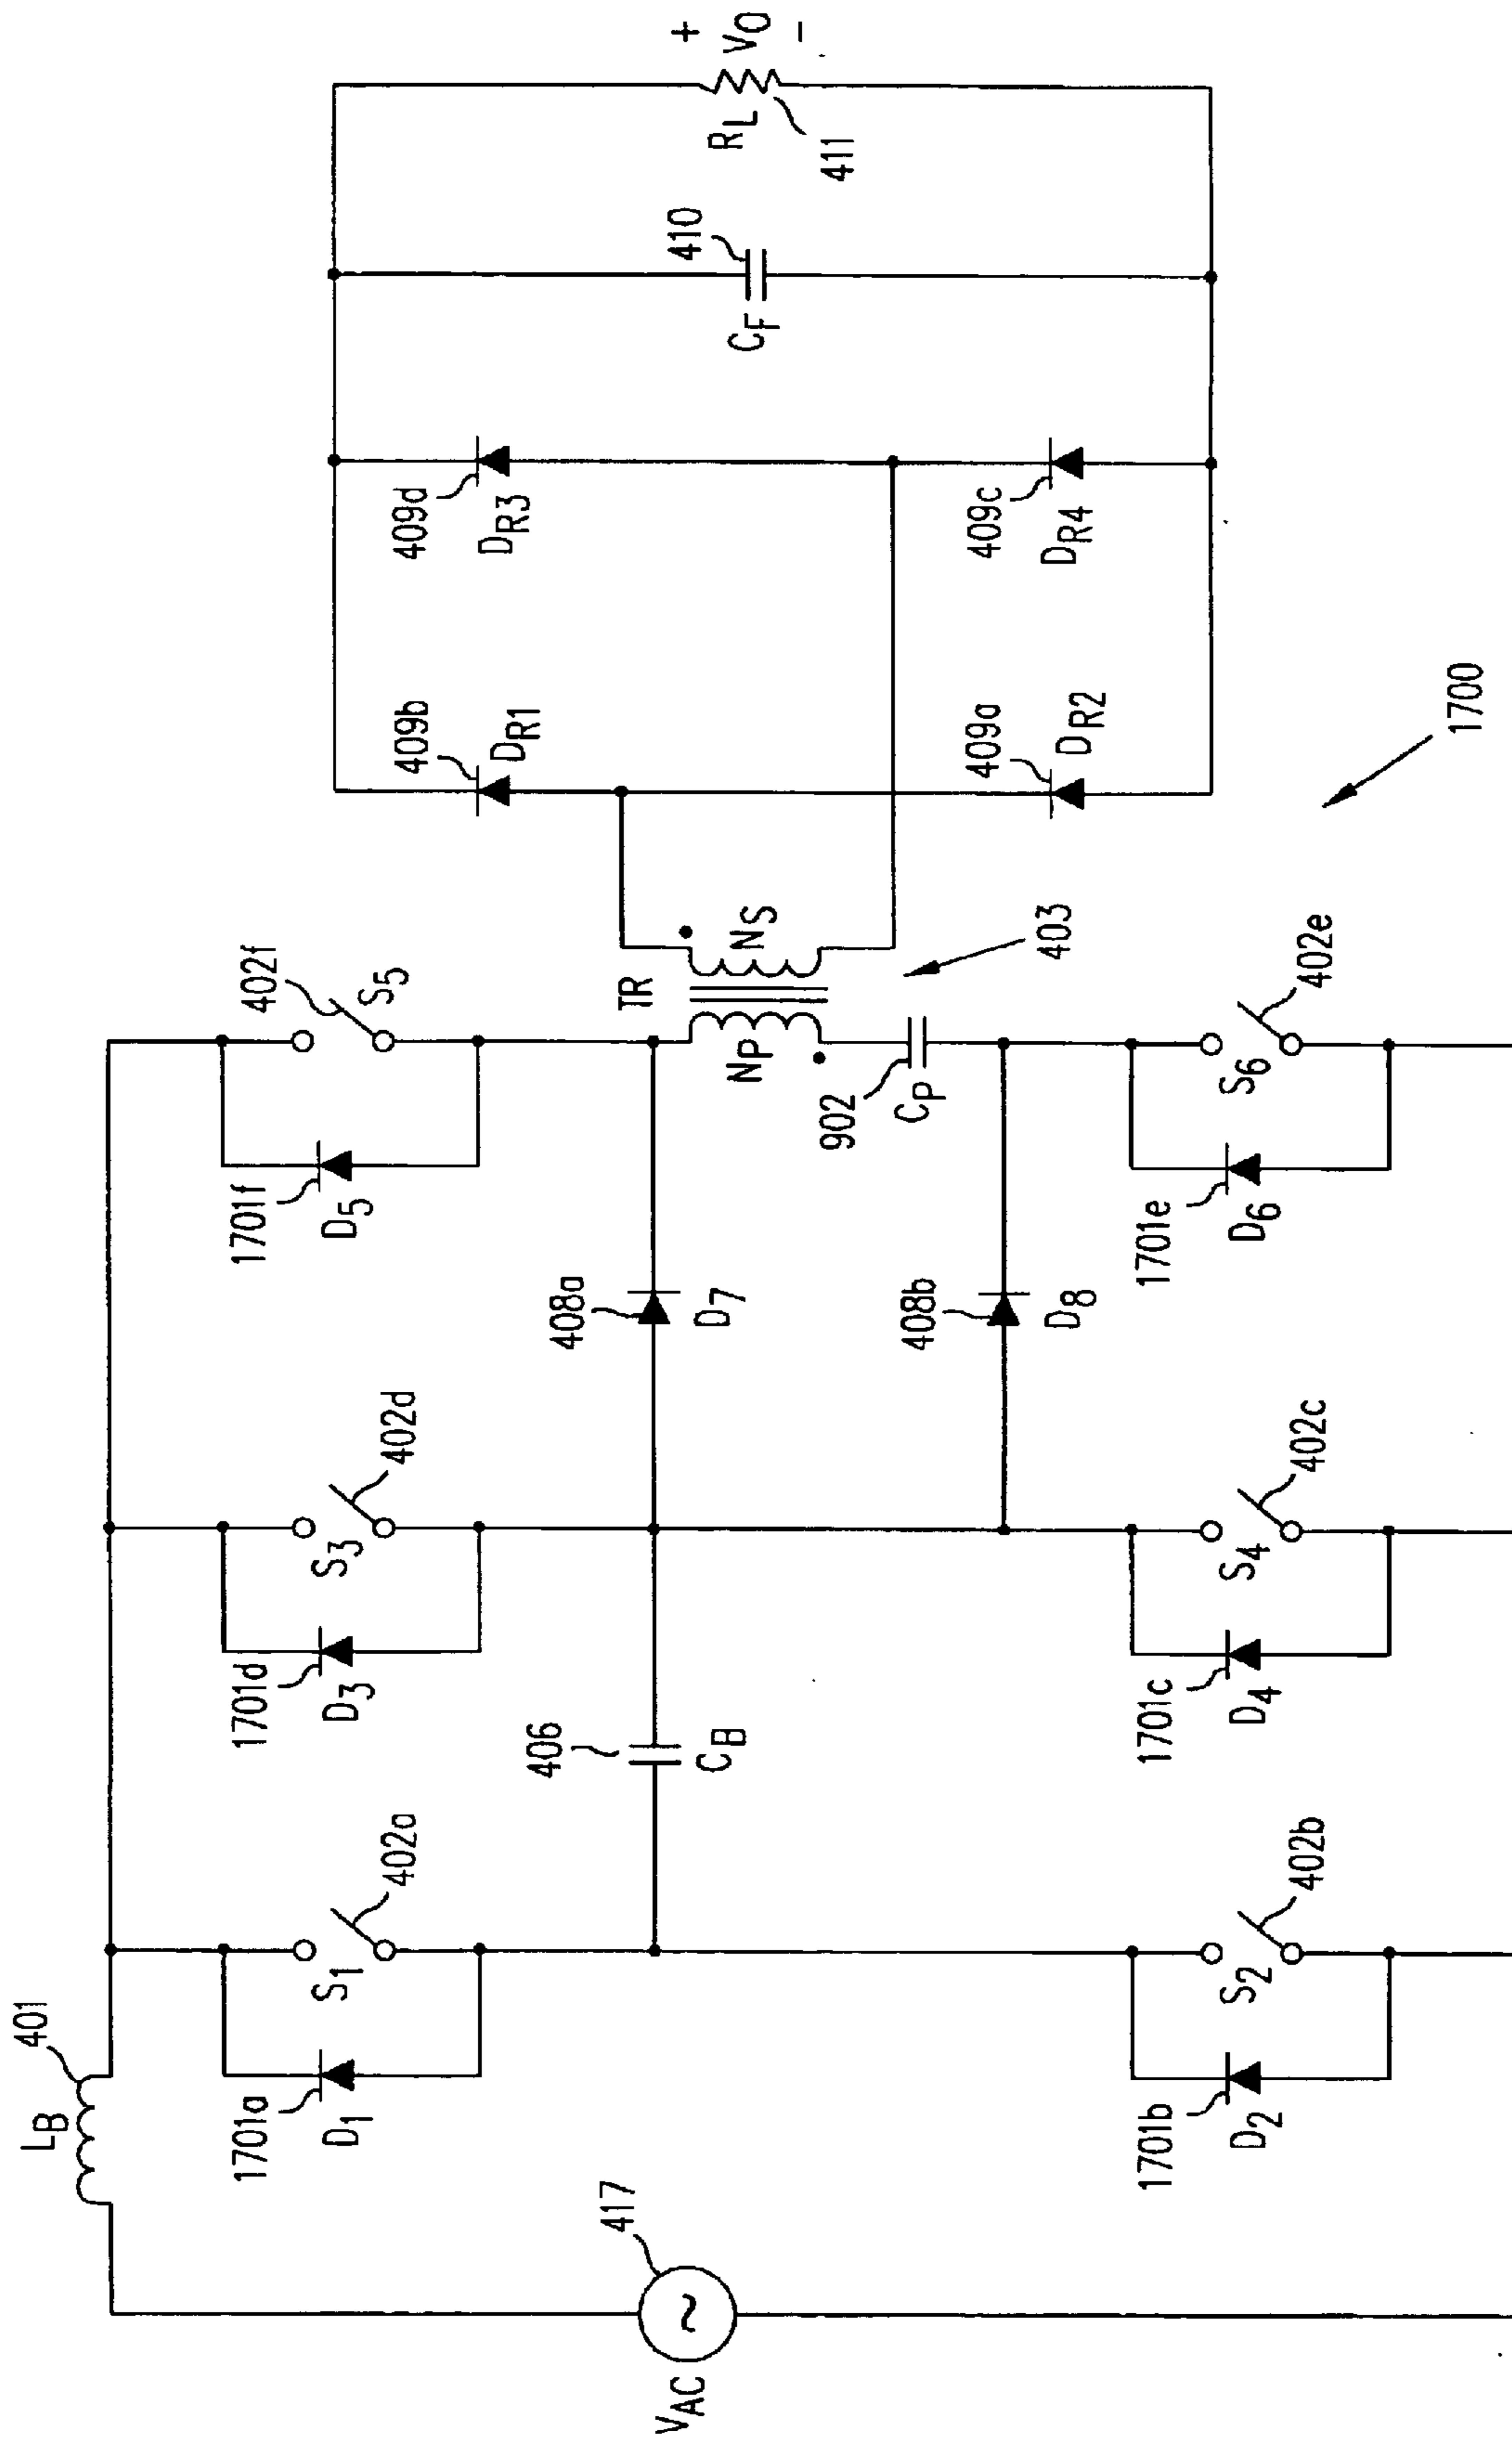 LB
401
VAC
417
1701a
D1
S1
402a
1701b
D2
S2
402b
406
CB
1701d
D3
S3
402d
1701c
D4
S4
402c
408a
D7
408b
D8
1701f
D5
S5
402f
1701e
D6
S6
402e
902
CP
NP
TR
NS
403
409b
DR1
409a
DR2
409d
DR3
409c
DR4
CF
410
RL
411
+
VO
−
1700